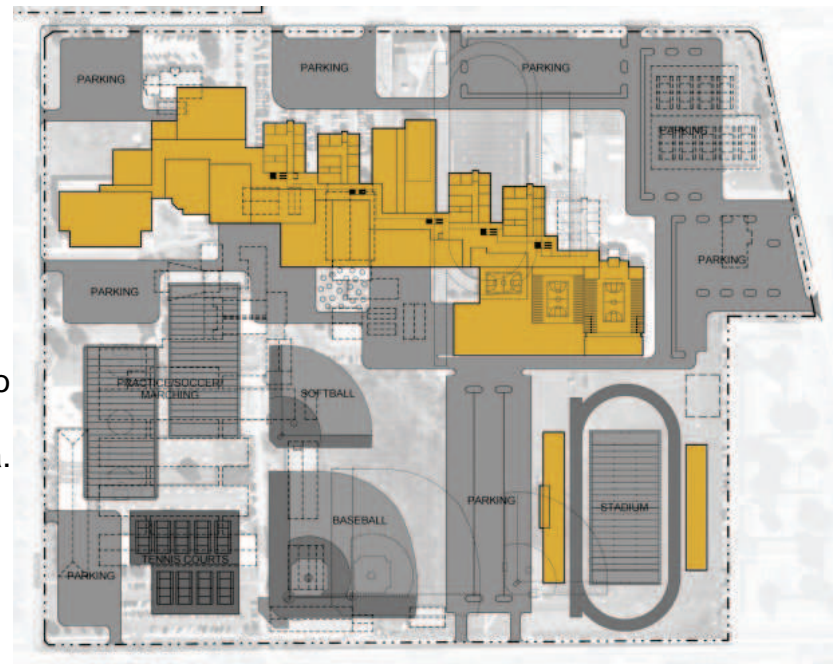 PARKING
PARKING
PARKING
PARKING
PARKING
PARKING
o
PRACTICE/SOCCER/
MARCHING
SOFTBALL
.
PARKING
STADIUM
BASEBALL
TENNIS COURTS
PARKING